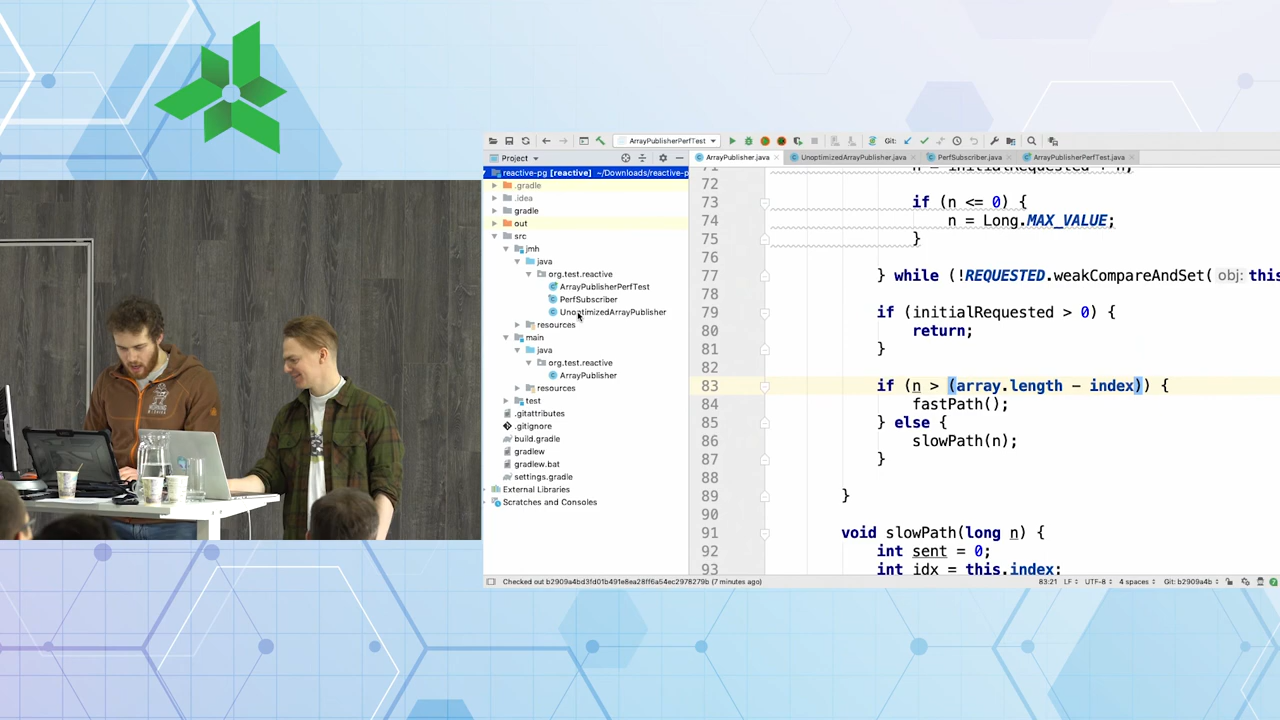 ArrayPublisherPerfTest
Git:
Project
ArrayPublisher.java
UnoptimizedArrayPublisher.java
PerfSubscriber.java
ArrayPublisherPerfTest.java
reactive-pg [reactive] ~/Downloads/reactive-p
.gradle
.idea
gradle
out
src
jmh
java
org.test.reactive
ArrayPublisherPerfTest
PerfSubscriber
UnoptimizedArrayPublisher
resources
main
java
org.test.reactive
ArrayPublisher
resources
test
.gitattributes
.gitignore
build.gradle
gradlew
gradlew.bat
settings.gradle
External Libraries
Scratches and Consoles
71 n = initialRequested + n;
72
73 if (n <= 0) {
74 n = Long.MAX_VALUE;
75 }
76
77 } while (!REQUESTED.weakCompareAndSet( obj: this
78
79 if (initialRequested > 0) {
80 return;
81 }
82
83 if (n > (array.length - index)) {
84 fastPath();
85 } else {
86 slowPath(n);
87 }
88
89 }
90
91 void slowPath(long n) {
92 int sent = 0;
93 int idx = this.index;
Checked out b2909a4bd3fd01b491e8ea28ff6a54ec2978279b (7 minutes ago)
83:21 LF UTF-8 4 spaces Git: b2909a4b